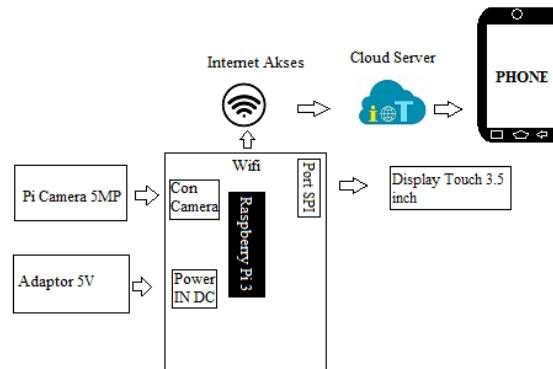 Internet Akses
Cloud Server
PHONE
i T
Wifi
Port SPI
Pi Camera 5MP
Con
Camera
Raspberry Pi 3
Display Touch 3.5
inch
Adaptor 5V
Power
IN DC